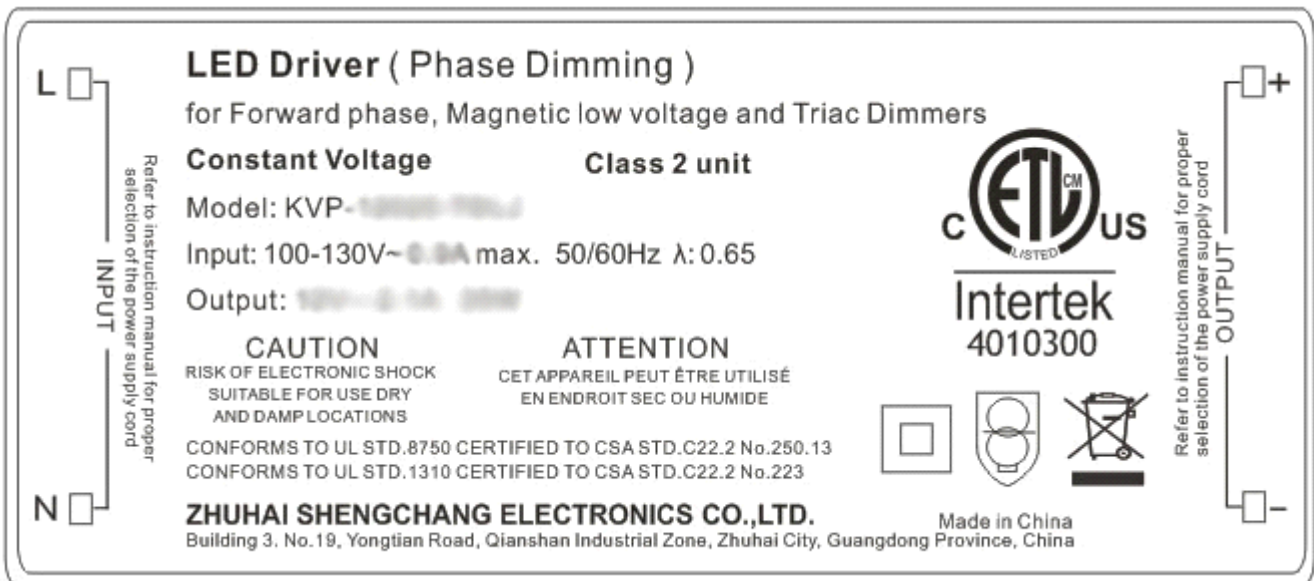 LED Driver ( Phase Dimming )
for Forward phase, Magnetic low voltage and Triac Dimmers
Constant Voltage Class 2 unit
Model: KVP-
Input: 100-130V~ max. 50/60Hz λ: 0.65
Output:
CAUTION
RISK OF ELECTRONIC SHOCK
SUITABLE FOR USE DRY
AND DAMP LOCATIONS
ATTENTION
CET APPAREIL PEUT ÊTRE UTILISÉ
EN ENDROIT SEC OU HUMIDE
CONFORMS TO UL STD.8750 CERTIFIED TO CSA STD.C22.2 No.250.13
CONFORMS TO UL STD.1310 CERTIFIED TO CSA STD.C22.2 No.223
ZHUHAI SHENGCHANG ELECTRONICS CO.,LTD.
Building 3. No.19, Yongtian Road, Qianshan Industrial Zone, Zhuhai City, Guangdong Province, China
Made in China
L
N
INPUT
Refer to instruction manual for proper
selection of the power supply cord
C ETL CM US
LISTED
Intertek
4010300
Refer to instruction manual for proper
selection of the power supply cord
OUTPUT
+
-